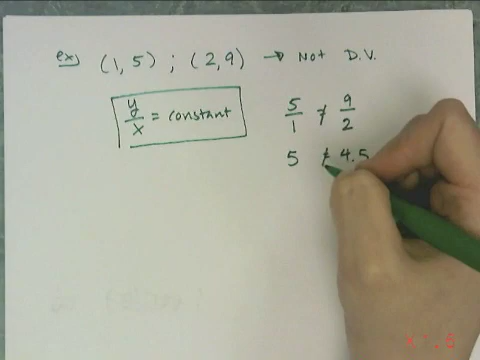 ex) (1,5) ; (2,9) → Not D.V.
y/x = constant
5/1 ≠ 9/2
5 ≠ 4.5